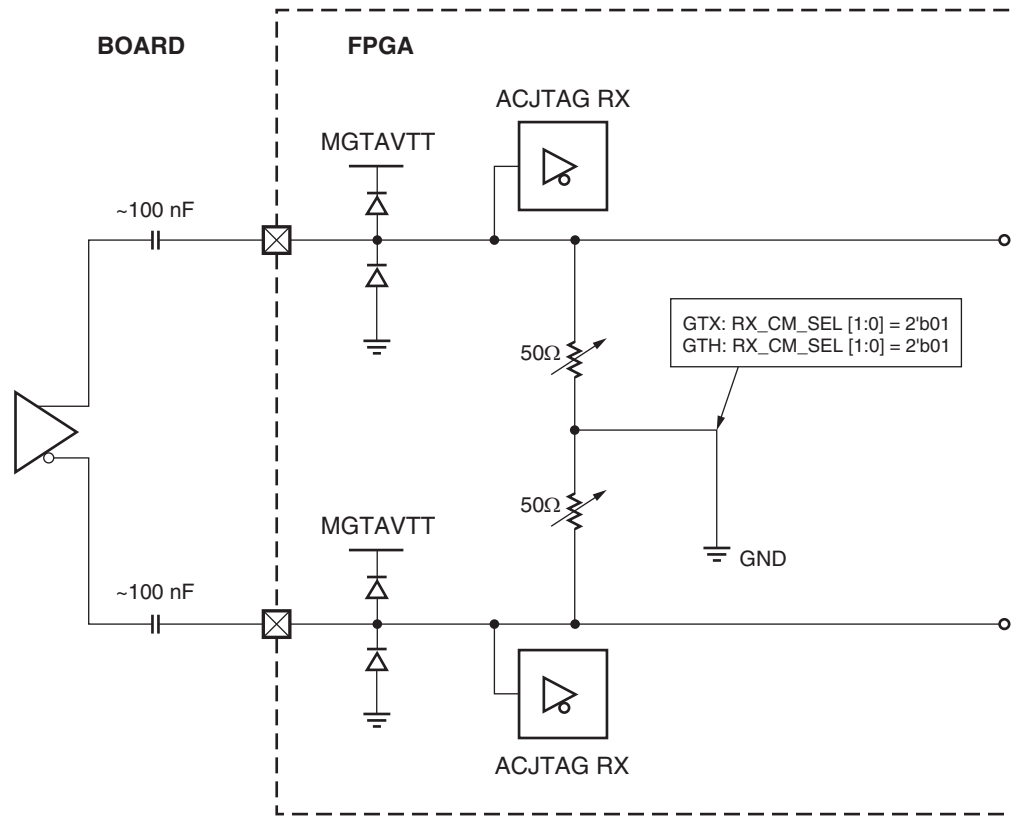 BOARD
FPGA
ACJTAG RX
MGTAVTT
~100 nF
GTX: RX_CM_SEL [1:0] = 2'b01
GTH: RX_CM_SEL [1:0] = 2'b01
50Ω
50Ω
MGTAVTT
GND
~100 nF
ACJTAG RX